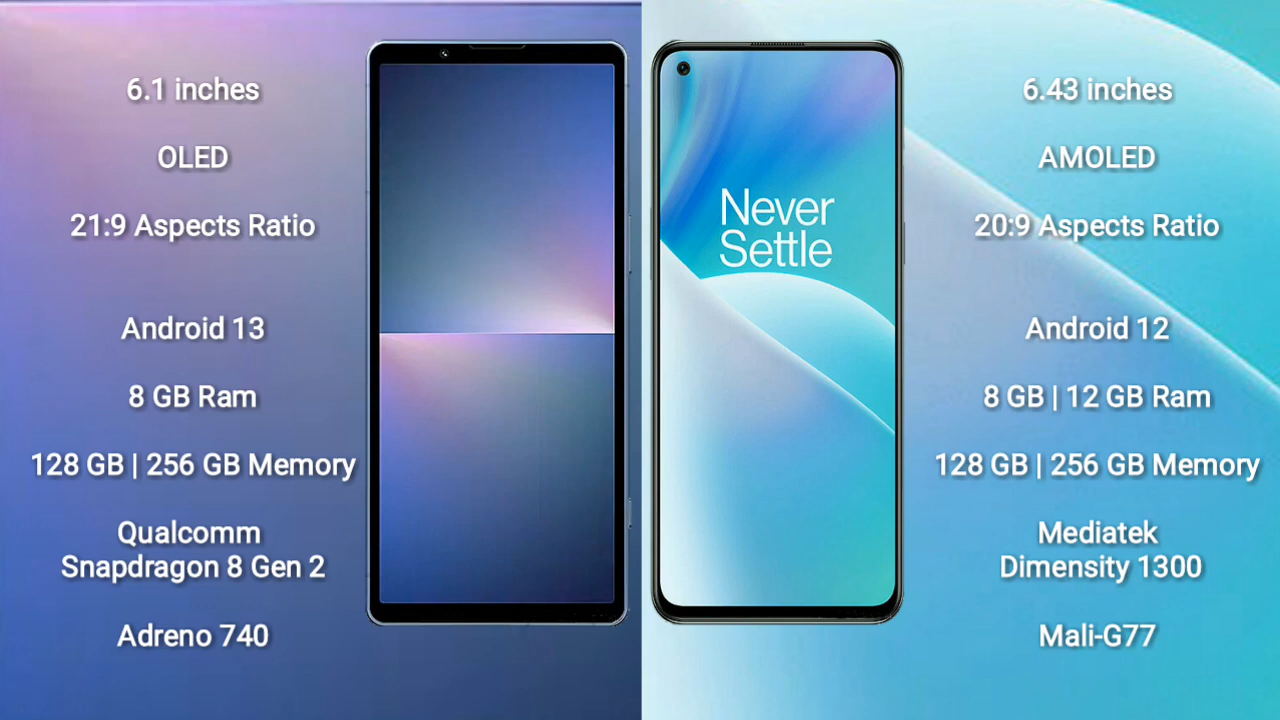 6.1 inches
OLED
21:9 Aspects Ratio
Android 13
8 GB Ram
128 GB | 256 GB Memory
Qualcomm
Snapdragon 8 Gen 2
Adreno 740
Never
Settle
6.43 inches
AMOLED
20:9 Aspects Ratio
Android 12
8 GB | 12 GB Ram
128 GB | 256 GB Memory
Mediatek
Dimensity 1300
Mali-G77